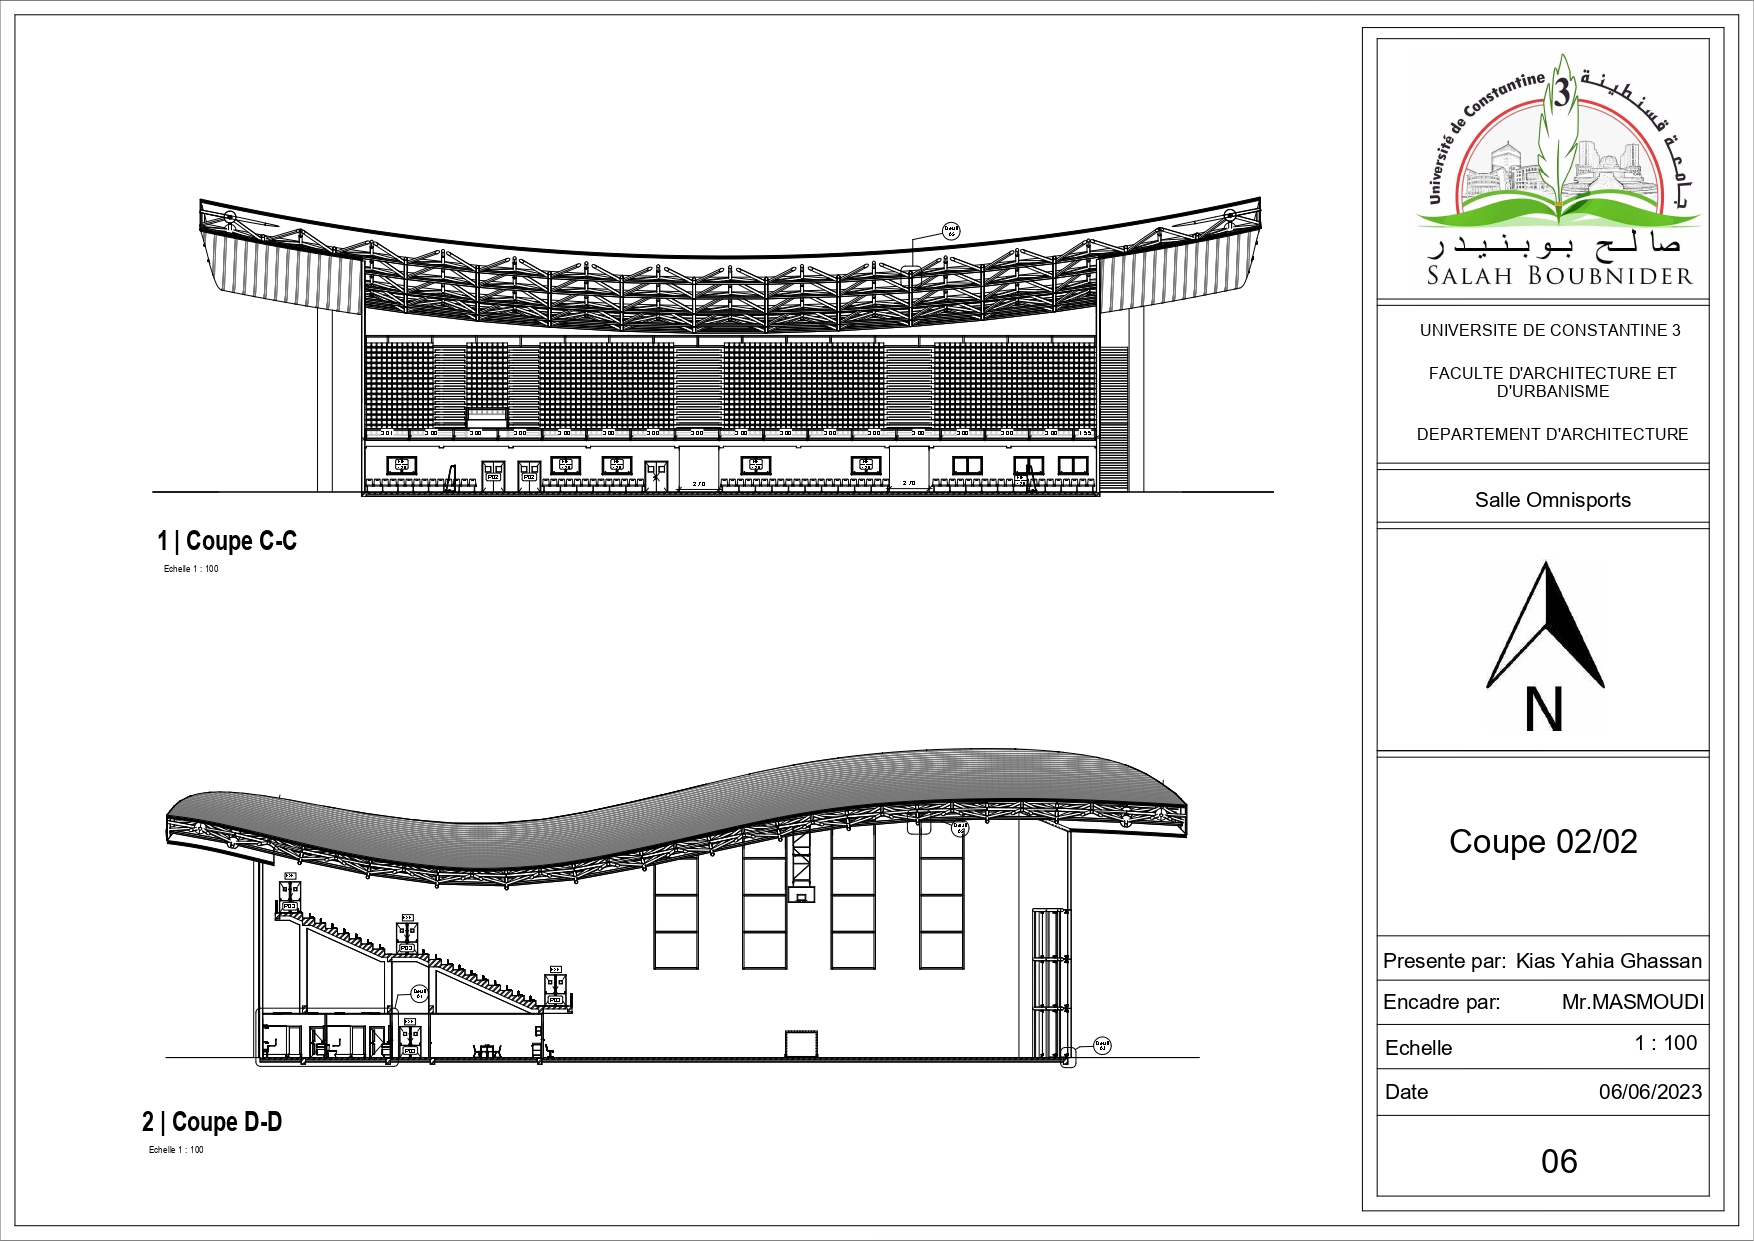 1 | Coupe C-C
Echelle 1 : 100
2 | Coupe D-D
Echelle 1 : 100
Université de Constantine 3 جامعة قسنطينة
صالح بوبنيدر
SALAH BOUBNIDER
UNIVERSITE DE CONSTANTINE 3
FACULTE D'ARCHITECTURE ET
D'URBANISME
DEPARTEMENT D'ARCHITECTURE
Salle Omnisports
N
Coupe 02/02
Presente par: Kias Yahia Ghassan
Encadre par: Mr.MASMOUDI
Echelle 1 : 100
Date 06/06/2023
06